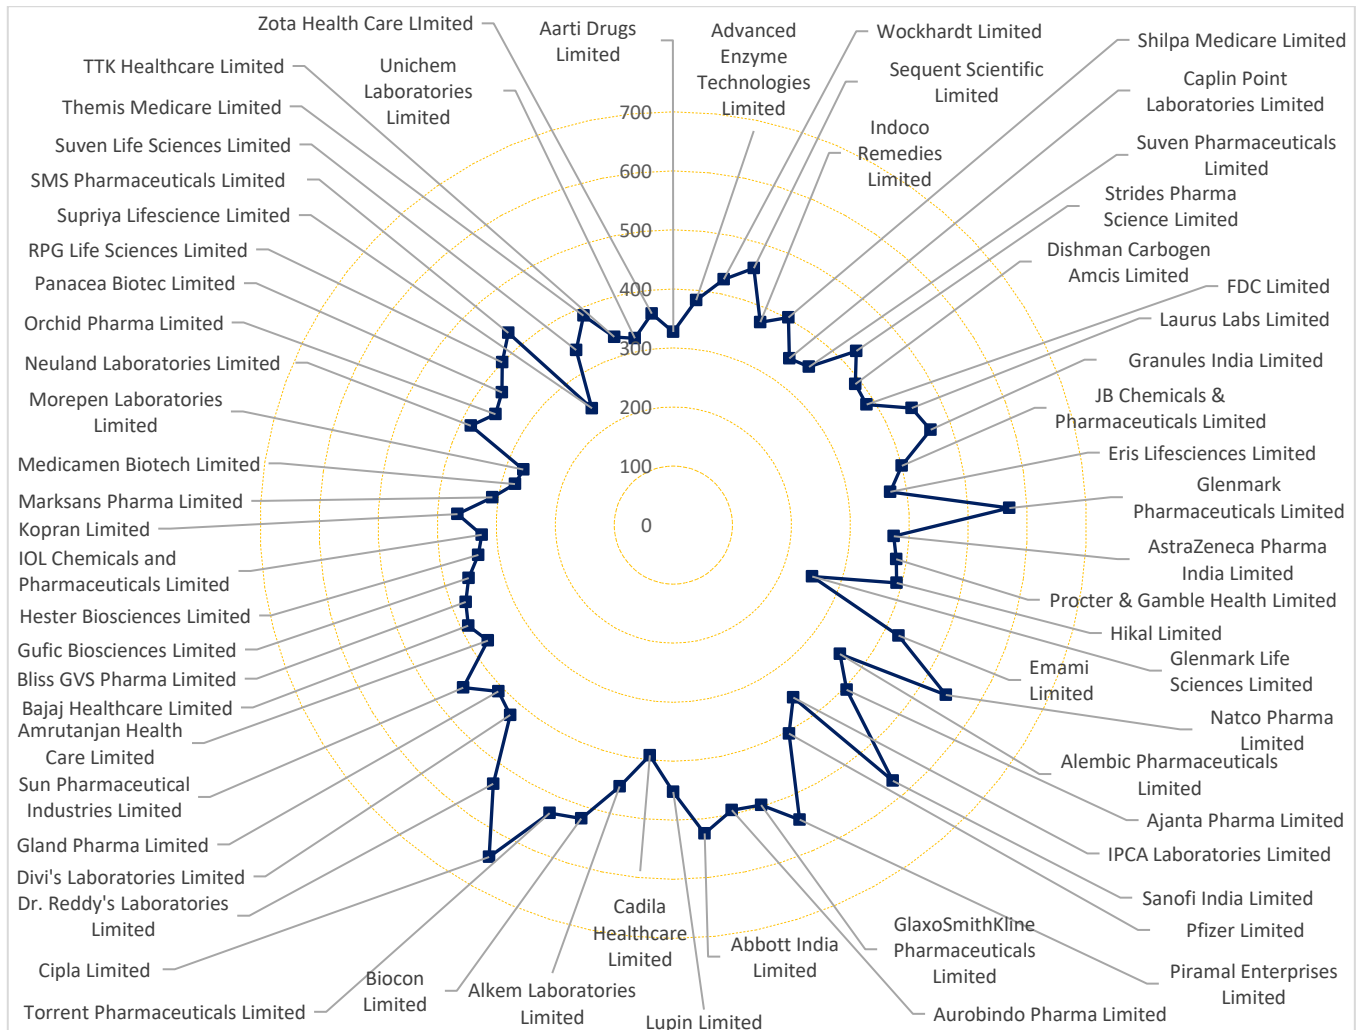 Aarti Drugs
Limited
Advanced
Enzyme
Technologies
Limited
Wockhardt Limited
Sequent Scientific
Limited
Indoco
Remedies
Limited
Shilpa Medicare Limited
Caplin Point
Laboratories Limited
Suven Pharmaceuticals
Limited
Strides Pharma
Science Limited
Dishman Carbogen
Amcis Limited
FDC Limited
Laurus Labs Limited
Granules India Limited
JB Chemicals &
Pharmaceuticals Limited
Eris Lifesciences Limited
Glenmark
Pharmaceuticals Limited
AstraZeneca Pharma
India Limited
Procter & Gamble Health Limited
Hikal Limited
Glenmark Life
Sciences Limited
Emami
Limited
Natco Pharma
Limited
Alembic Pharmaceuticals
Limited
Ajanta Pharma Limited
IPCA Laboratories Limited
Sanofi India Limited
Pfizer Limited
Piramal Enterprises
Limited
GlaxoSmithKline
Pharmaceuticals
Limited
Aurobindo Pharma Limited
Abbott India
Limited
Lupin Limited
Cadila
Healthcare
Limited
Alkem Laboratories
Limited
Biocon
Limited
Torrent Pharmaceuticals Limited
Cipla Limited
Dr. Reddy's Laboratories
Limited
Divi's Laboratories Limited
Gland Pharma Limited
Sun Pharmaceutical
Industries Limited
Amrutanjan Health
Care Limited
Bajaj Healthcare Limited
Bliss GVS Pharma Limited
Gufic Biosciences Limited
Hester Biosciences Limited
IOL Chemicals and
Pharmaceuticals Limited
Kopran Limited
Marksans Pharma Limited
Medicamen Biotech Limited
Morepen Laboratories
Limited
Neuland Laboratories Limited
Orchid Pharma Limited
Panacea Biotec Limited
RPG Life Sciences Limited
Supriya Lifescience Limited
SMS Pharmaceuticals Limited
Suven Life Sciences Limited
Themis Medicare Limited
TTK Healthcare Limited
Unichem
Laboratories
Limited
Zota Health Care LImited
700
600
500
400
300
200
100
0